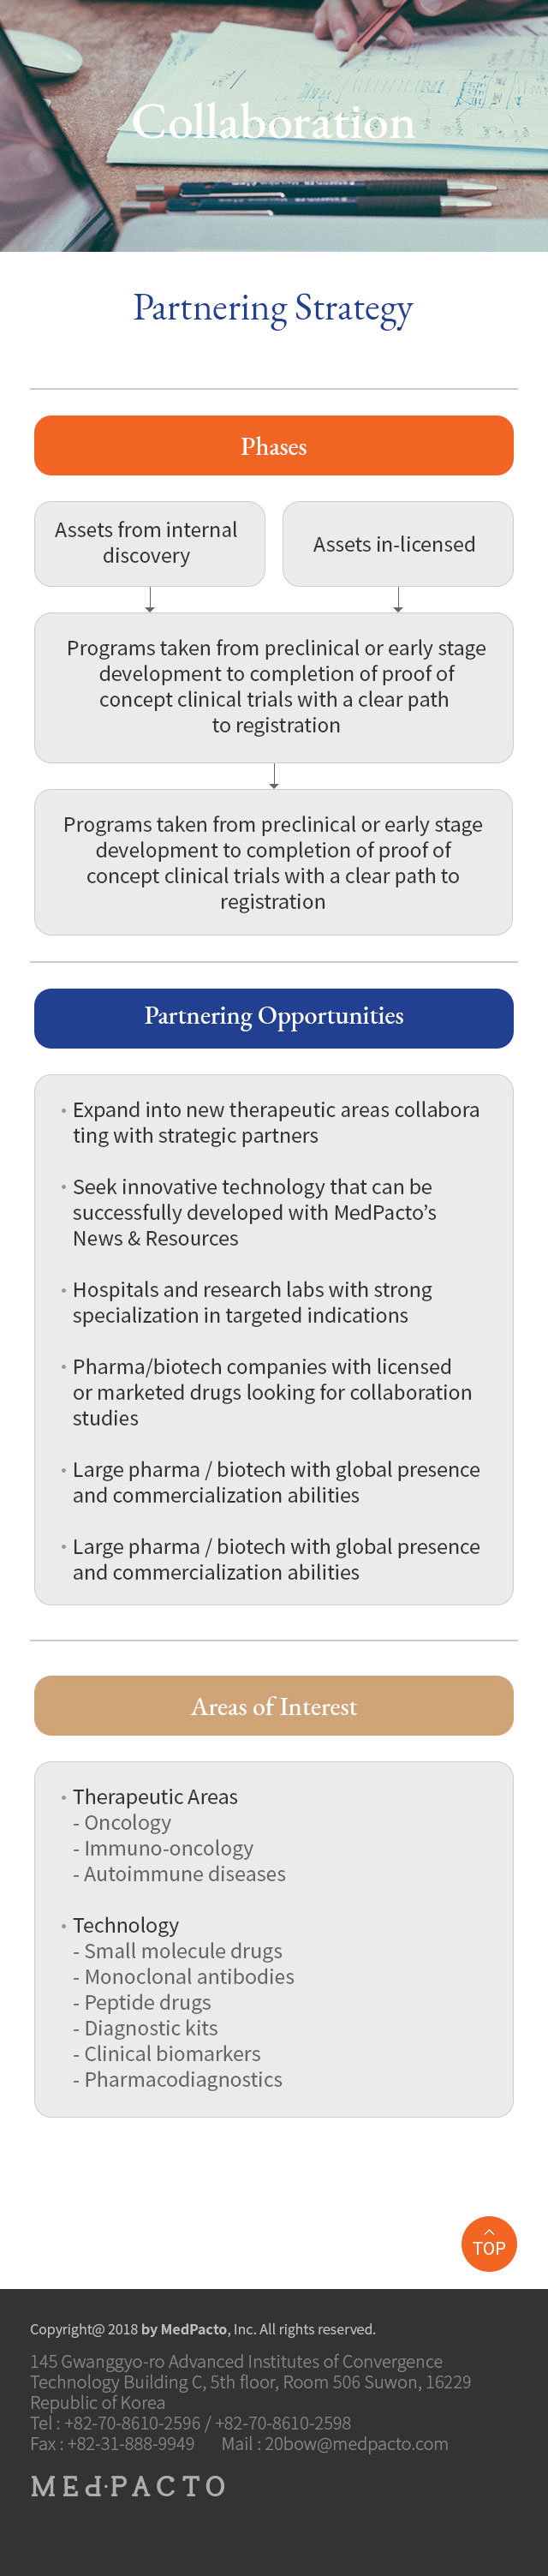 Collaboration
Partnering Strategy
Phases
Assets from internal
discovery
Assets in-licensed
Programs taken from preclinical or early stage
development to completion of proof of
concept clinical trials with a clear path
to registration
Programs taken from preclinical or early stage
development to completion of proof of
concept clinical trials with a clear path to
registration
Partnering Opportunities
• Expand into new therapeutic areas collabora
ting with strategic partners
• Seek innovative technology that can be
successfully developed with MedPacto’s
News & Resources
• Hospitals and research labs with strong
specialization in targeted indications
• Pharma/biotech companies with licensed
or marketed drugs looking for collaboration
studies
• Large pharma / biotech with global presence
and commercialization abilities
• Large pharma / biotech with global presence
and commercialization abilities
Areas of Interest
• Therapeutic Areas
- Oncology
- Immuno-oncology
- Autoimmune diseases
• Technology
- Small molecule drugs
- Monoclonal antibodies
- Peptide drugs
- Diagnostic kits
- Clinical biomarkers
- Pharmacodiagnostics
TOP
Copyright@ 2018 by MedPacto, Inc. All rights reserved.
145 Gwanggyo-ro Advanced Institutes of Convergence
Technology Building C, 5th floor, Room 506 Suwon, 16229
Republic of Korea
Tel : +82-70-8610-2596 / +82-70-8610-2598
Fax : +82-31-888-9949 Mail : 20bow@medpacto.com
MEd·PACTO